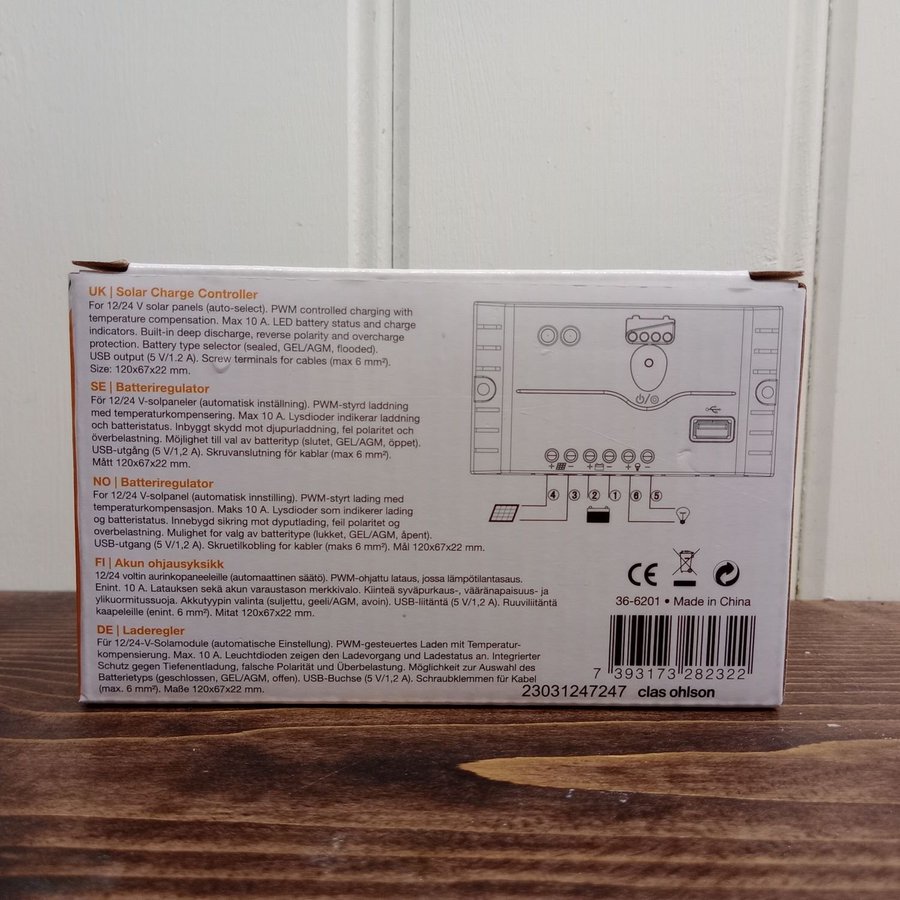 UK | Solar Charge Controller
For 12/24 V solar panels (auto-select). PWM controlled charging with
temperature compensation. Max 10 A. LED battery status and charge
indicators. Built-in deep discharge, reverse polarity and overcharge
protection. Battery type selector (sealed, GEL/AGM, flooded).
USB output (5 V/1.2 A). Screw terminals for cables (max 6 mm²).
Size: 120x67x22 mm.
SE | Batteriregulator
För 12/24 V-solpaneler (automatisk inställning). PWM-styrd laddning
med temperaturkompensering. Max 10 A. Lysdioder indikerar laddning
och batteristatus. Inbyggt skydd mot djupurladdning, fel polaritet och
överbelastning. Möjlighet till val av batterityp (slutet, GEL/AGM, öppet).
USB-utgång (5 V/1,2 A). Skruvanslutning för kablar (max 6 mm²).
Mått 120x67x22 mm.
NO | Batteriregulator
For 12/24 V-solpanel (automatisk innstilling). PWM-styrt lading med
temperaturkompensasjon. Maks 10 A. Lysdioder som indikerer lading
og batteristatus. Innebygd sikring mot dyputlading, feil polaritet og
overbelastning. Mulighet for valg av batteritype (lukket, GEL/AGM, åpent).
USB-utgang (5 V/1,2 A). Skruetilkobling for kabler (maks 6 mm²). Mål 120x67x22 mm.
FI | Akun ohjausyksikk
12/24 voltin aurinkopaneeleille (automaattinen säätö). PWM-ohjattu lataus, jossa lämpötilantasaus.
Enint. 10 A. Latauksen sekä akun varaustason merkkivalo. Kiinteä syväpurkaus-, vääränapaisuus- ja
ylikuormitussuoja. Akkutyypin valinta (suljettu, geeli/AGM, avoin). USB-liitäntä (5 V/1,2 A). Ruuviliitäntä
kaapeleille (enint. 6 mm²). Mitat 120x67x22 mm.
DE | Laderegler
Für 12/24-V-Solamodule (automatische Einstellung). PWM-gesteuertes Laden mit Temperatur-
kompensierung. Max. 10 A. Leuchtdioden zeigen den Ladevorgang und Ladestatus an. Integrierter
Schutz gegen Tiefenentladung, falsche Polarität und Überbelastung. Möglichkeit zur Auswahl des
Batterietyps (geschlossen, GEL/AGM, offen). USB-Buchse (5 V/1,2 A). Schraubklemmen für Kabel
(max. 6 mm²). Maße 120x67x22 mm.
+ − + − + −
④ ③ ② ① ⑥ ⑤
CE
36-6201 • Made in China
7 393173 282322
23031247247 clas ohlson